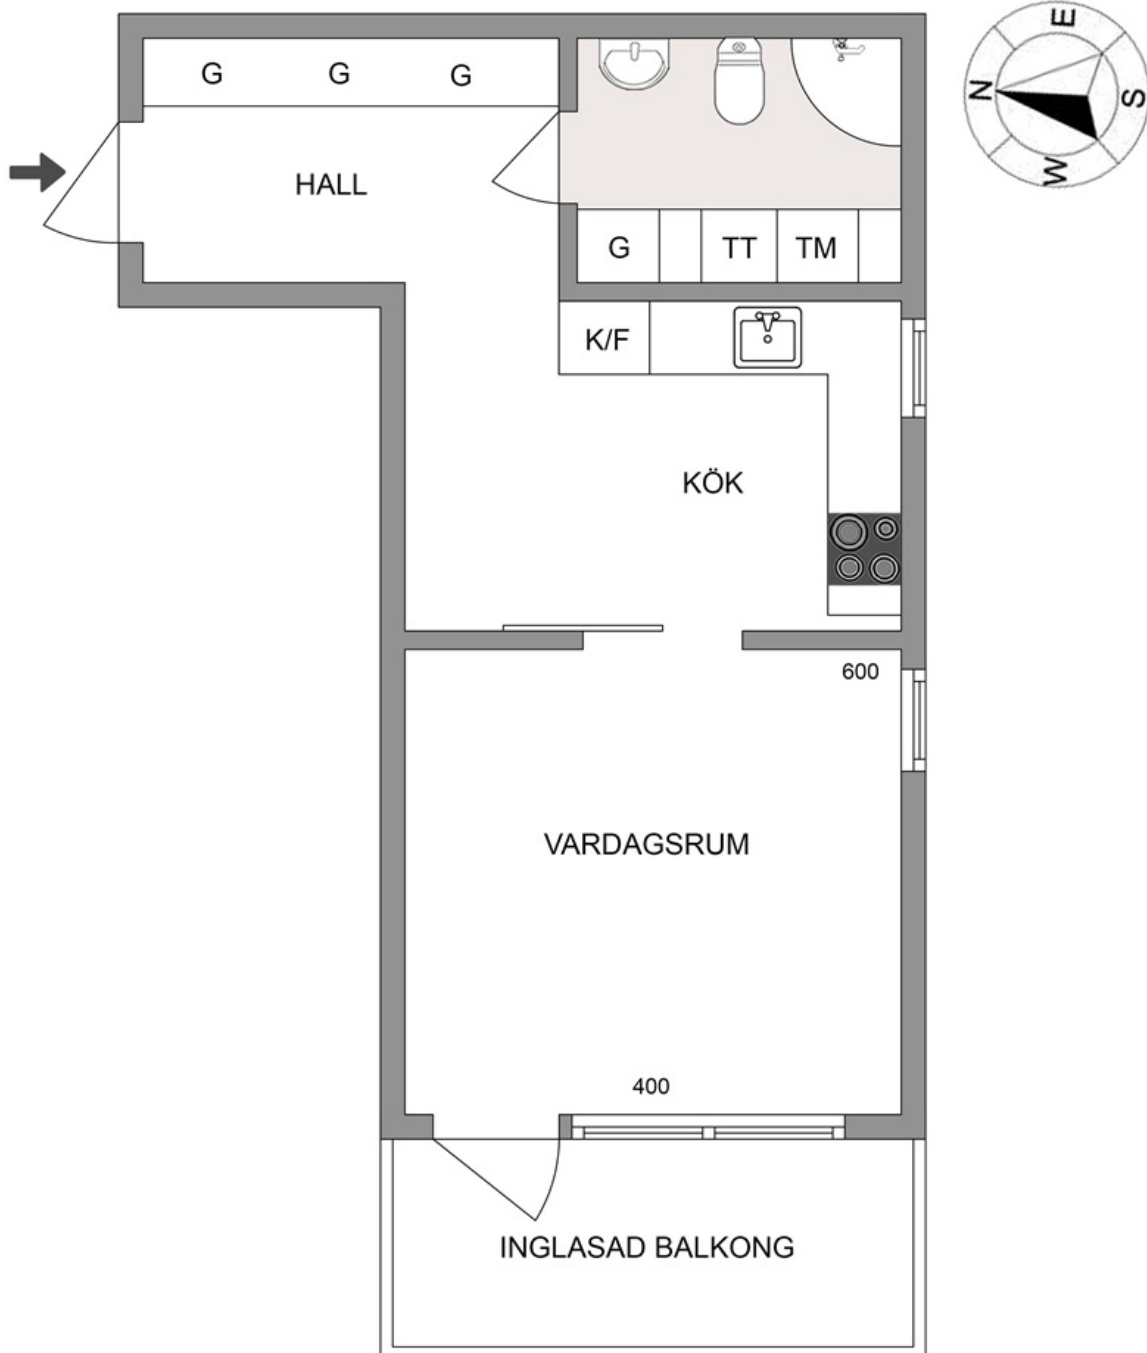 E
N
S
W
G G G
HALL
G TT TM
K/F
KÖK
600
VARDAGSRUM
400
INGLASAD BALKONG